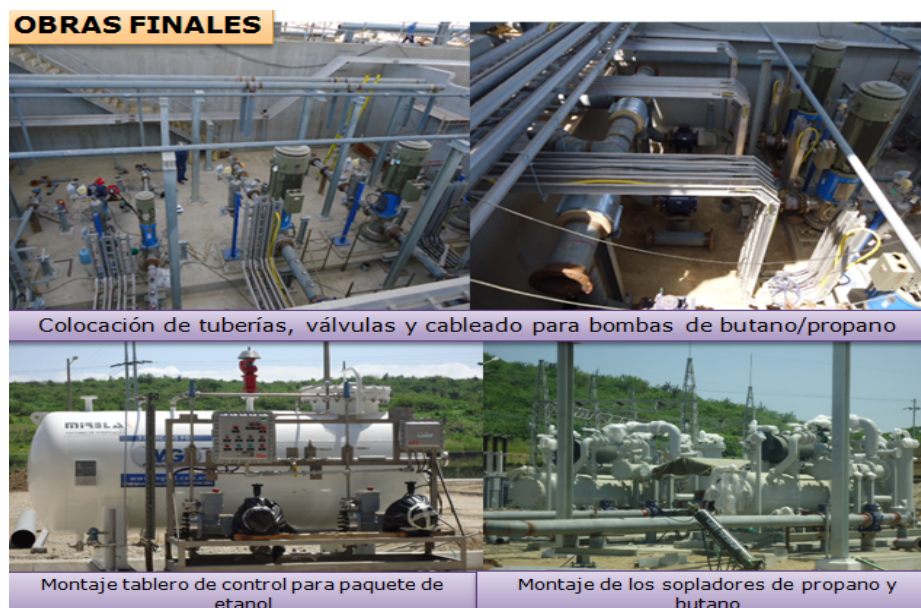 OBRAS FINALES
Colocación de tuberías, válvulas y cableado para bombas de butano/propano
Montaje tablero de control para paquete de
etanol
Montaje de los sopladores de propano y
butano